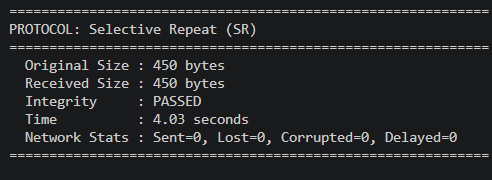 ============================================================
PROTOCOL: Selective Repeat (SR)
============================================================
Original Size : 450 bytes
Received Size : 450 bytes
Integrity     : PASSED
Time          : 4.03 seconds
Network Stats : Sent=0, Lost=0, Corrupted=0, Delayed=0
============================================================